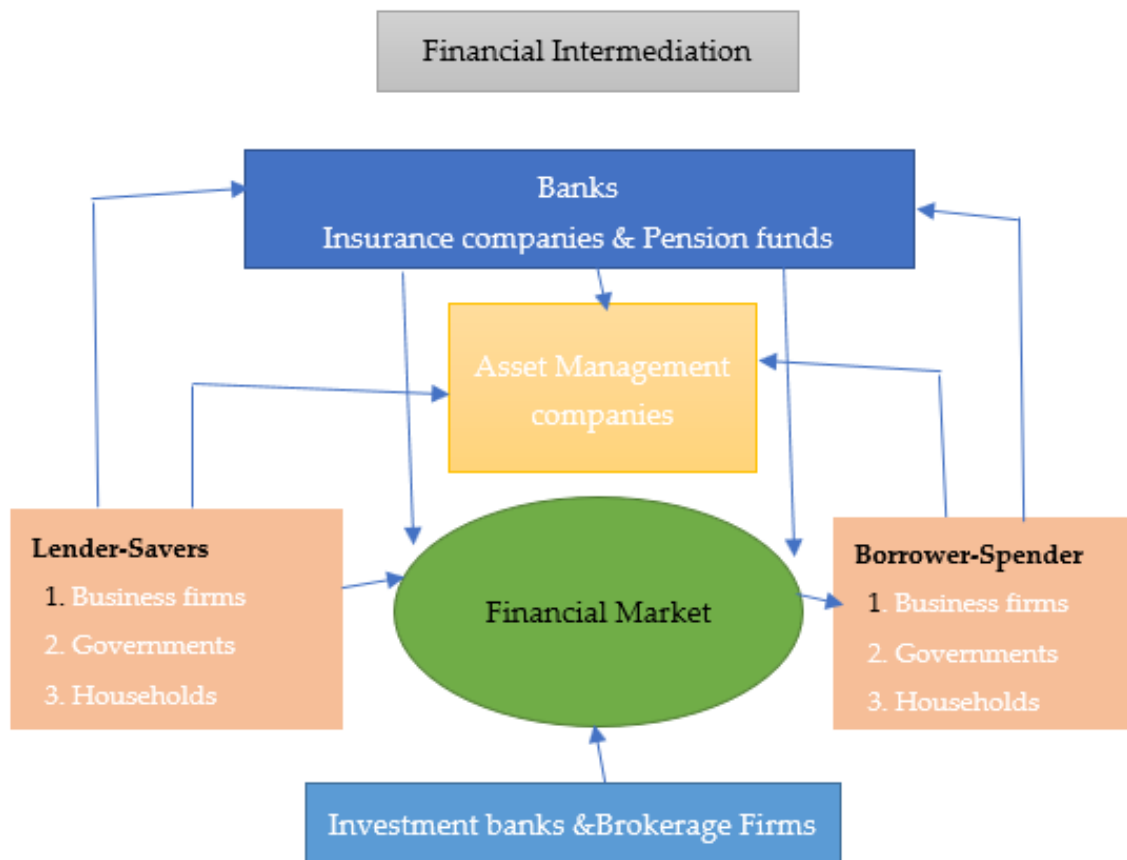 Financial Intermediation
Banks
Insurance companies & Pension funds
Asset Management
companies
Lender-Savers
1. Business firms
2. Governments
3. Households
Financial Market
Borrower-Spender
1. Business firms
2. Governments
3. Households
Investment banks &Brokerage Firms